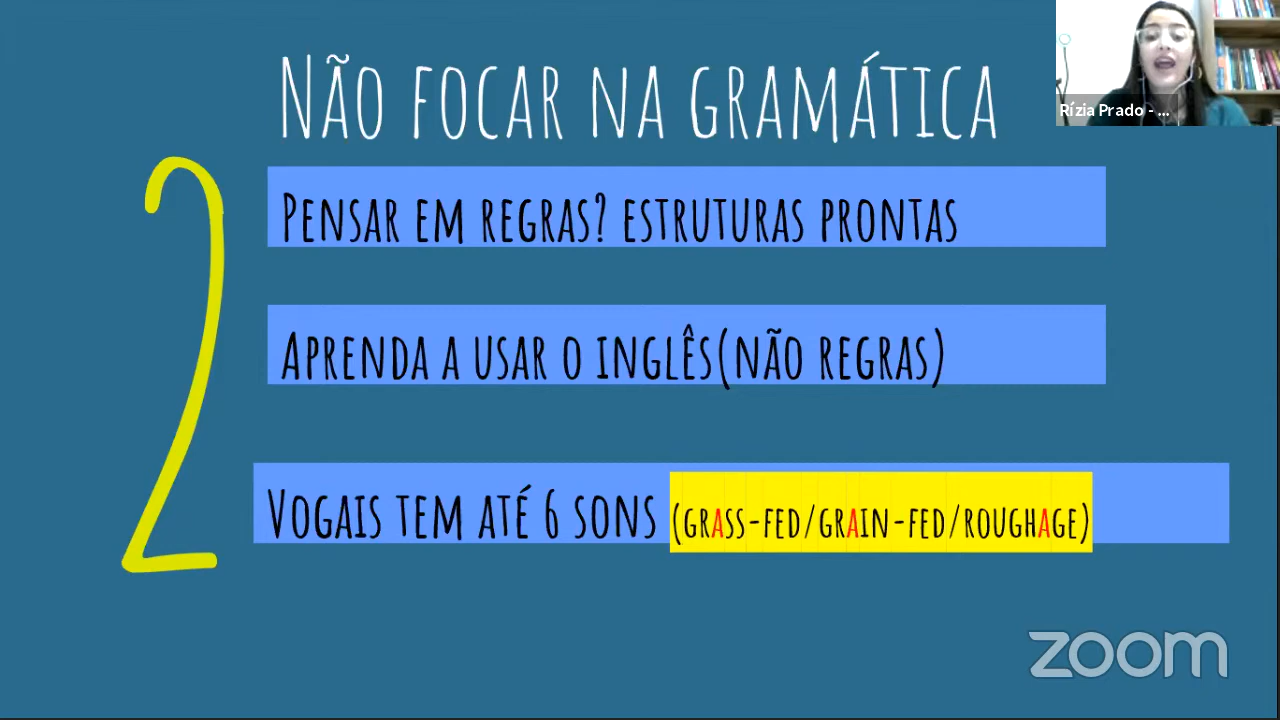 Não focar na gramática
Rízia Prado - ...
2
Pensar em regras? estruturas prontas
Aprenda a usar o inglês(não regras)
Vogais tem até 6 sons (grass-fed/grain-fed/roughage)
zoom